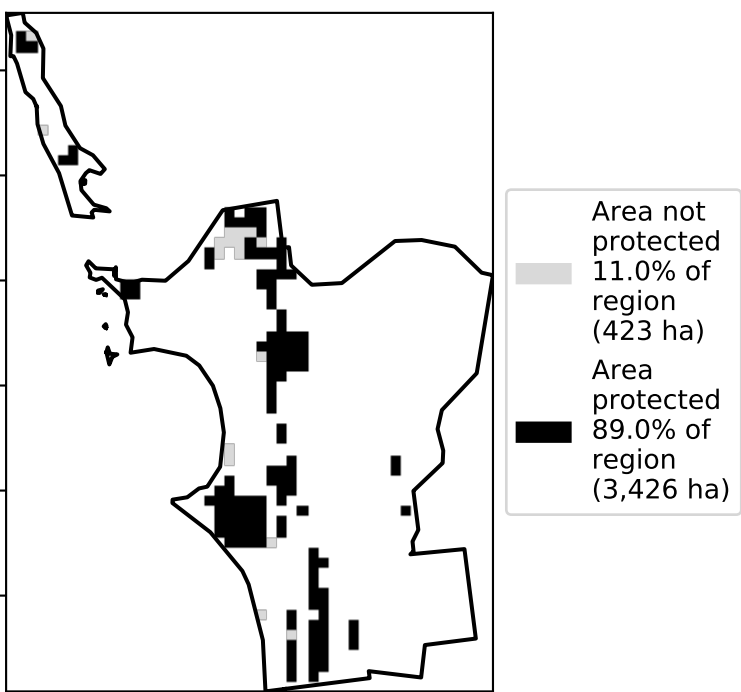 Area not
protected
11.0% of
region
(423 ha)
Area
protected
89.0% of
region
(3,426 ha)